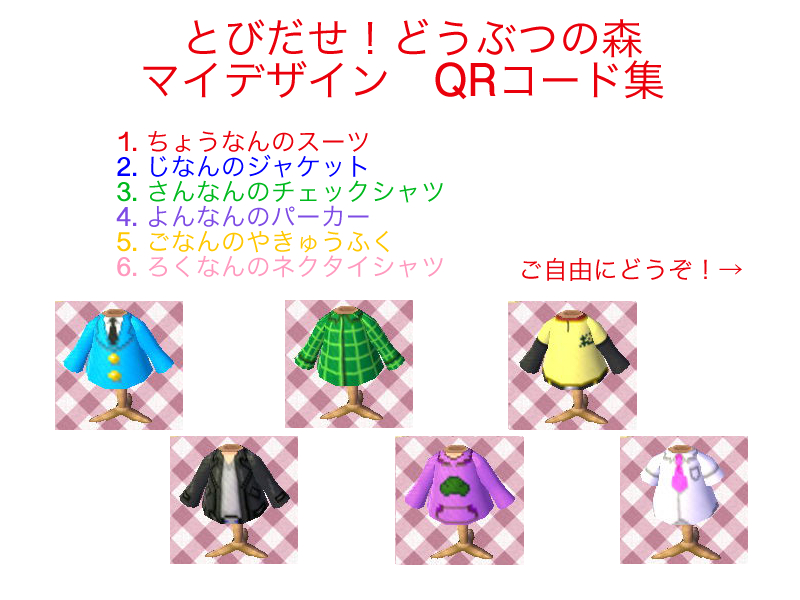 とびだせ！どうぶつの森
マイデザイン　QRコード集
1. ちょうなんのスーツ
2. じなんのジャケット
3. さんなんのチェックシャツ
4. よんなんのパーカー
5. ごなんのやきゅうふく
6. ろくなんのネクタイシャツ
ご自由にどうぞ！→